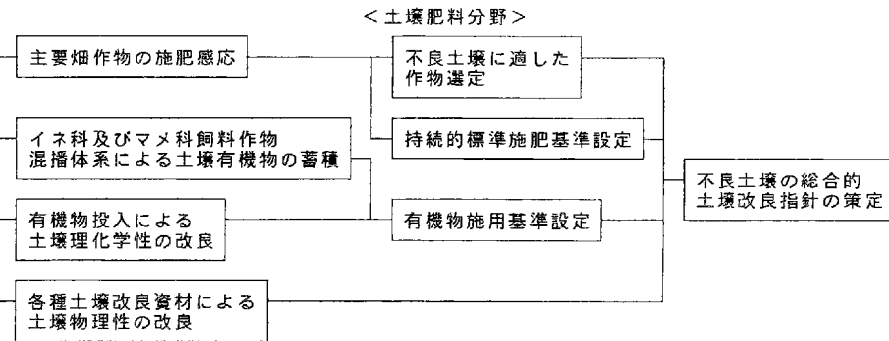 ＜土壌肥料分野＞
主要畑作物の施肥感応
不良土壌に適した
作物選定
イネ科及びマメ科飼料作物
混播体系による土壌有機物の蓄積
持続的標準施肥基準設定
不良土壌の総合的
土壌改良指針の策定
有機物投入による
土壌理化学性の改良
有機物施用基準設定
各種土壌改良資材による
土壌物理性の改良